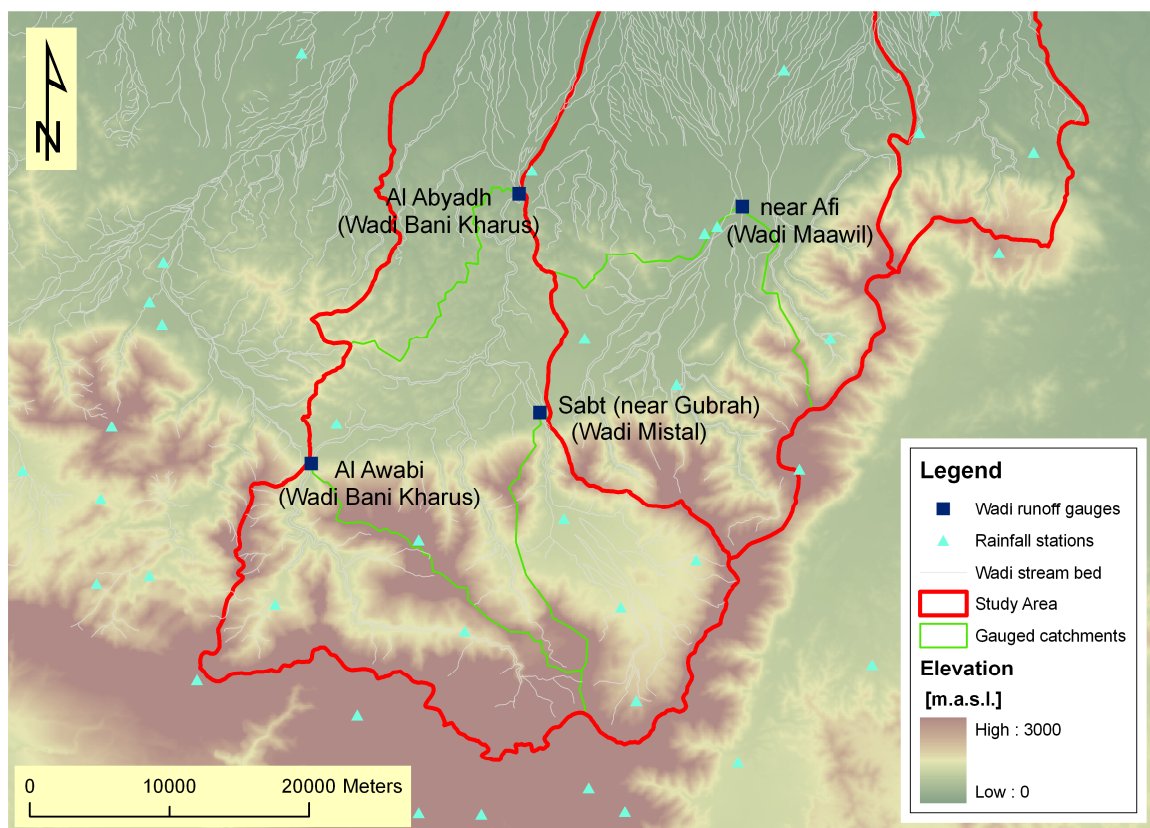 N
Al Abyadh
(Wadi Bani Kharus)
near Afi
(Wadi Maawil)
Sabt (near Gubrah)
(Wadi Mistal)
Al Awabi
(Wadi Bani Kharus)
Legend
Wadi runoff gauges
Rainfall stations
Wadi stream bed
Study Area
Gauged catchments
Elevation
[m.a.s.l.]
High : 3000
Low : 0
0 10000 20000 Meters